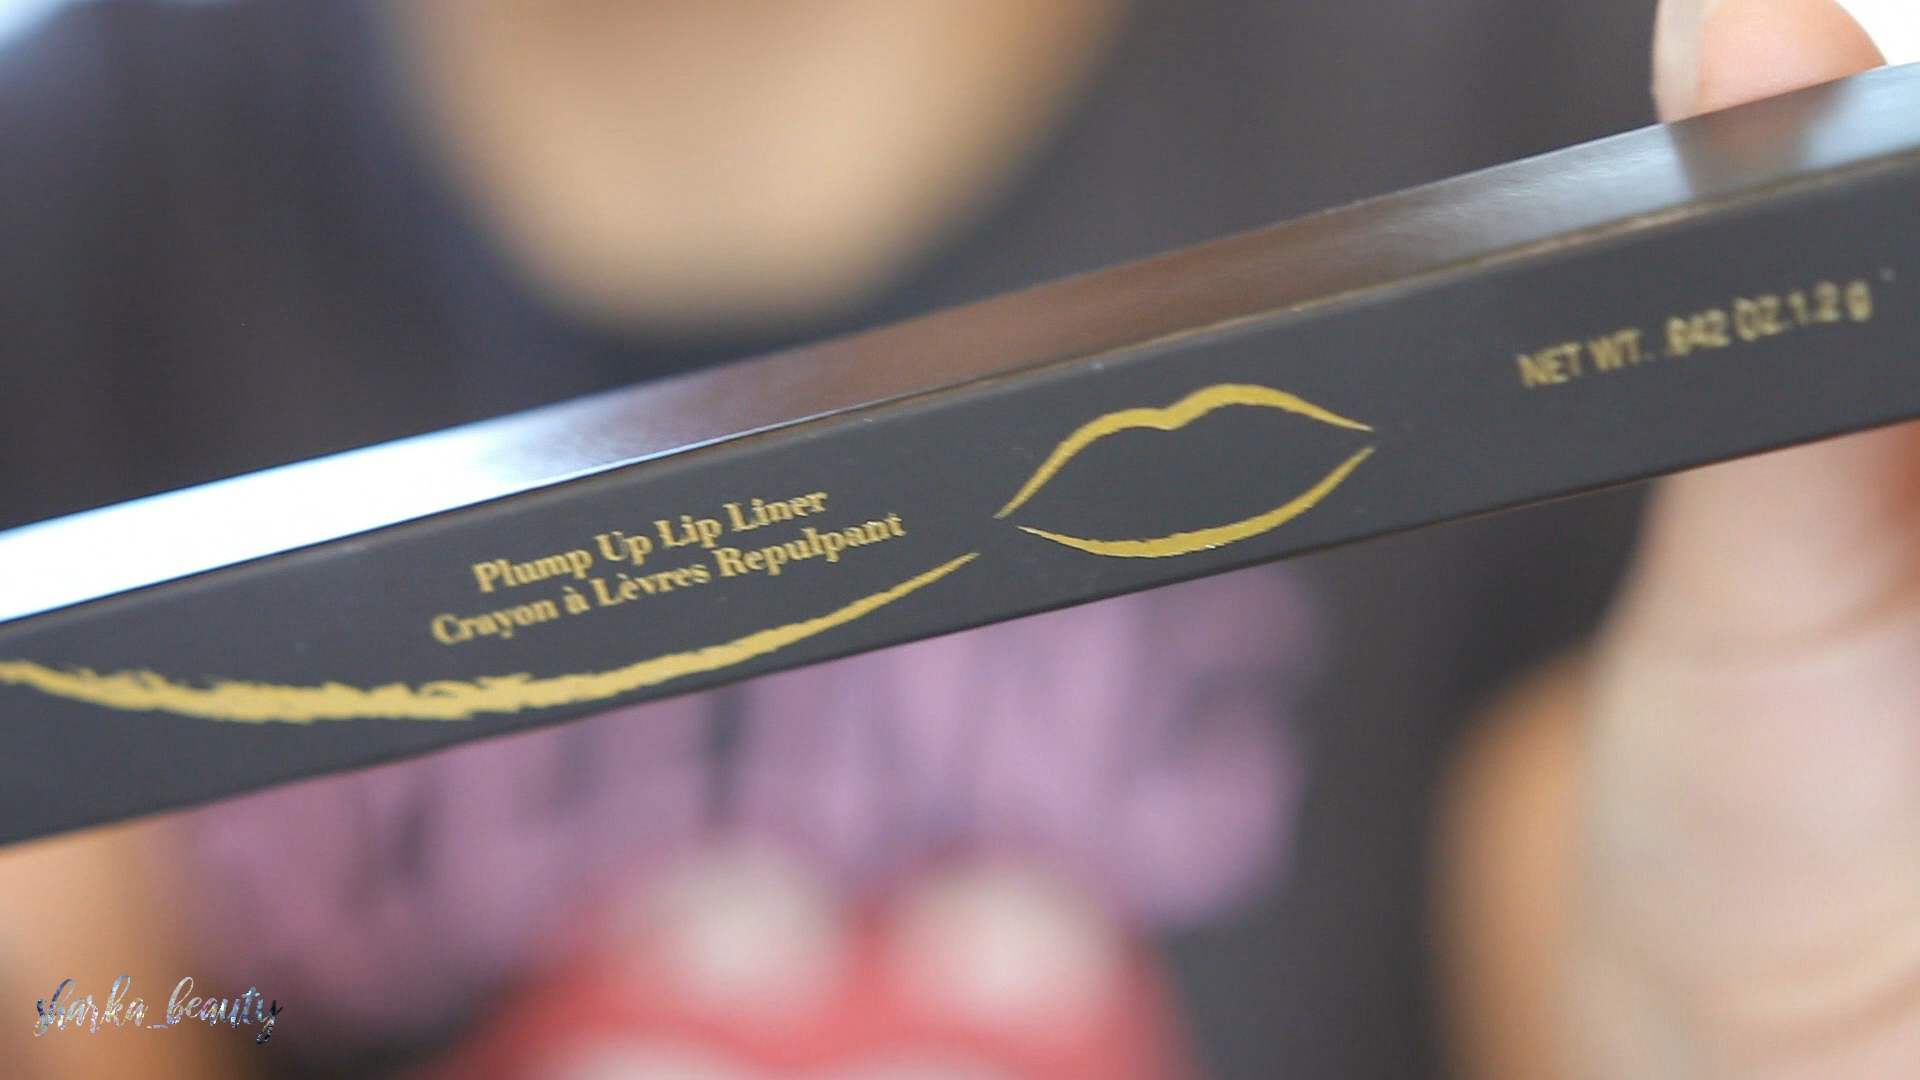 Plump Up Lip Liner
Crayon à Lèvres Repulpant
NET WT. .042 OZ.1.2 g
sharka_beauty